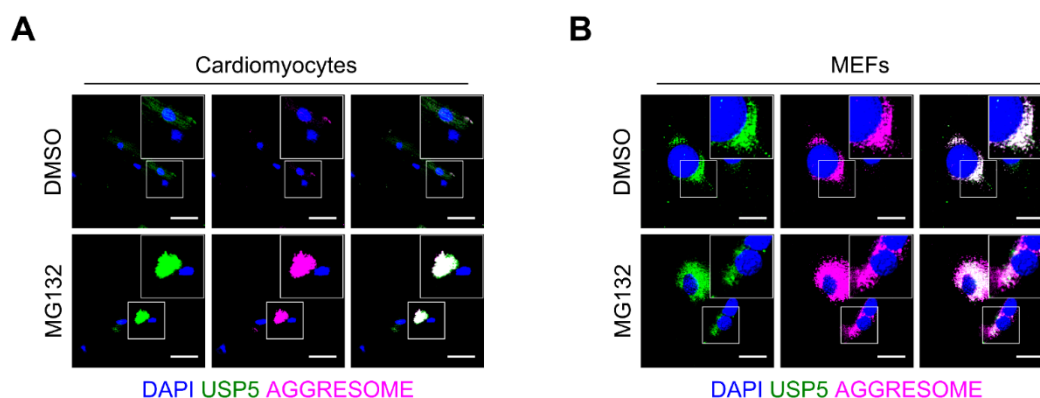 A
B
Cardiomyocytes
MEFs
DMSO
DMSO
MG132
MG132
DAPI USP5 AGGRESOME
DAPI USP5 AGGRESOME